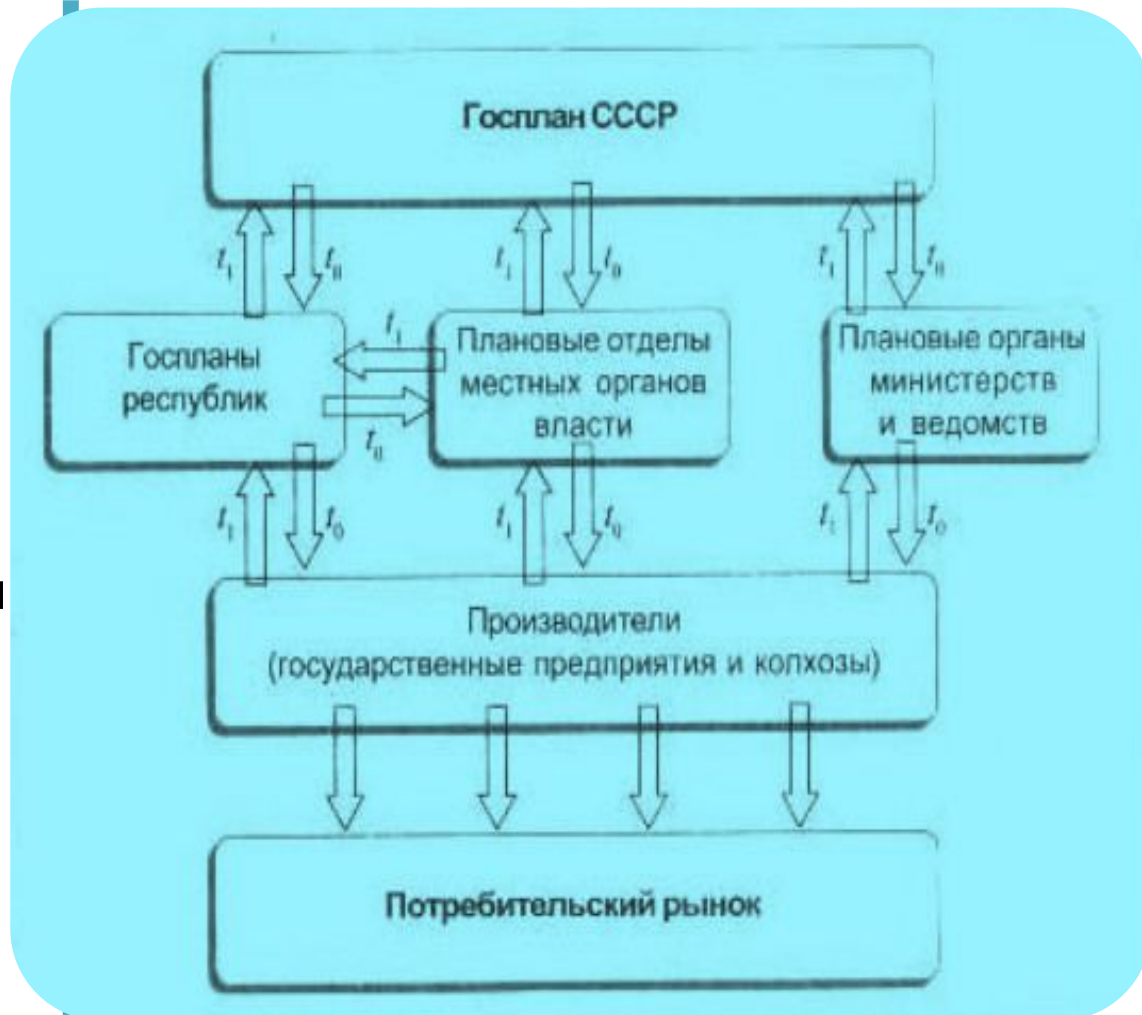 Госплан СССР
t₁
t₀
t₁
t₀
t₁
t₀
Госпланы
республик
t₁
t₀
Плановые отделы
местных органов
власти
Плановые органы
министерств
и ведомств
t₁
t₀
t₁
t₀
t₁
t₀
Производители
(государственные предприятия и колхозы)
Потребительский рынок